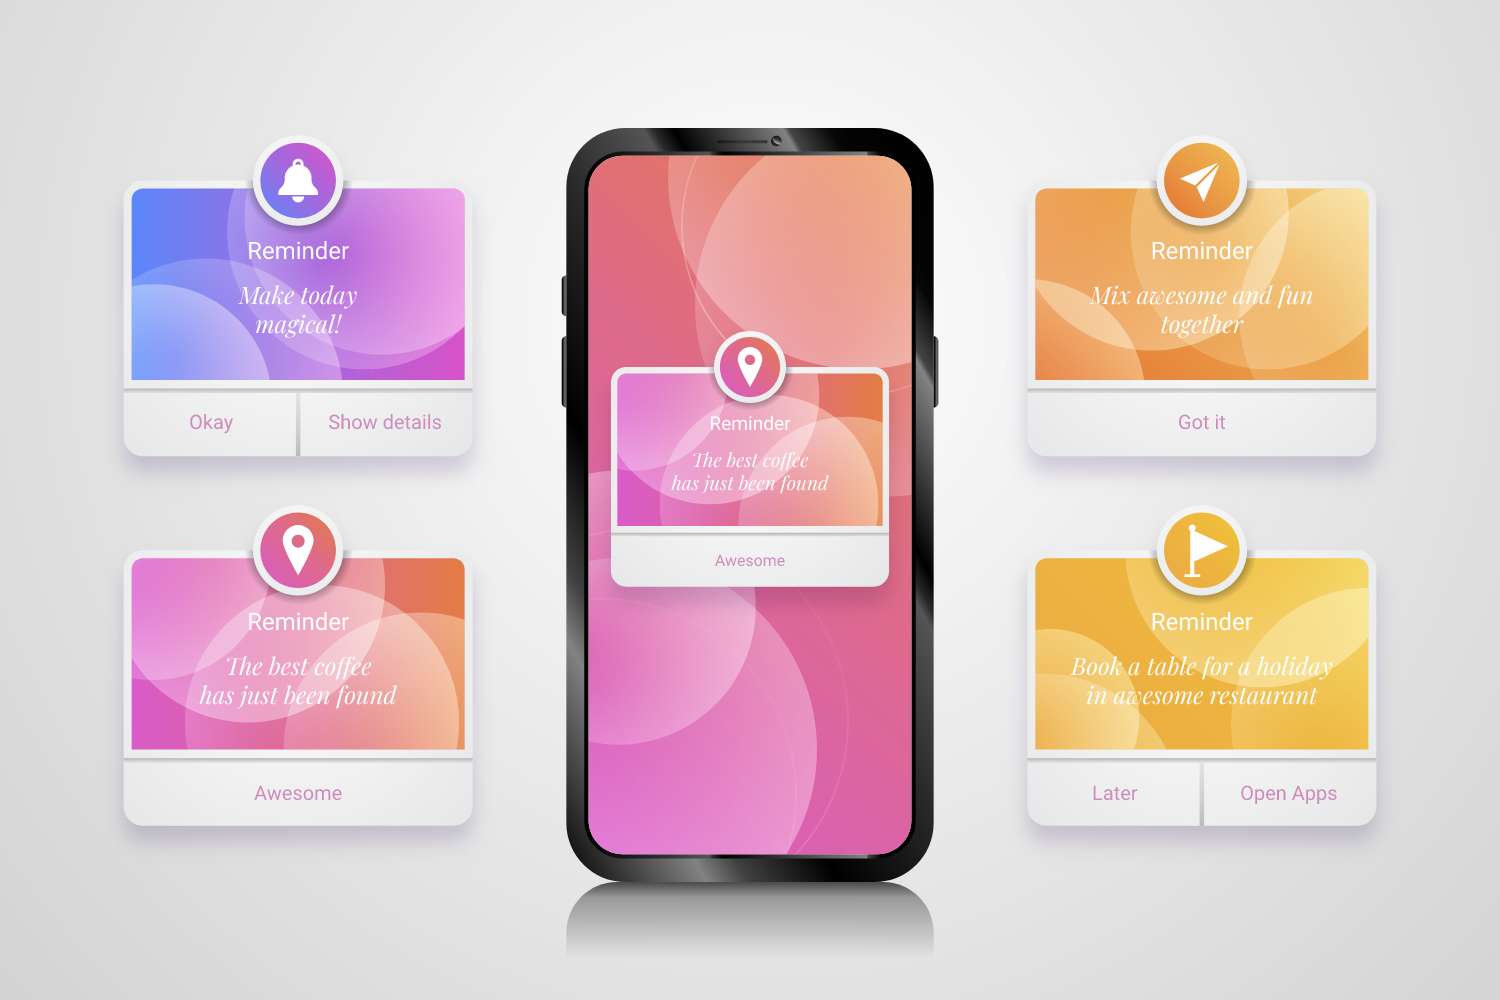 Reminder
Make today
magical!
Okay
Show details
Reminder
The best coffee
has just been found
Awesome
Reminder
The best coffee
has just been found
Awesome
Reminder
Mix awesome and fun
together
Got it
Reminder
Book a table for a holiday
in awesome restaurant
Later
Open Apps